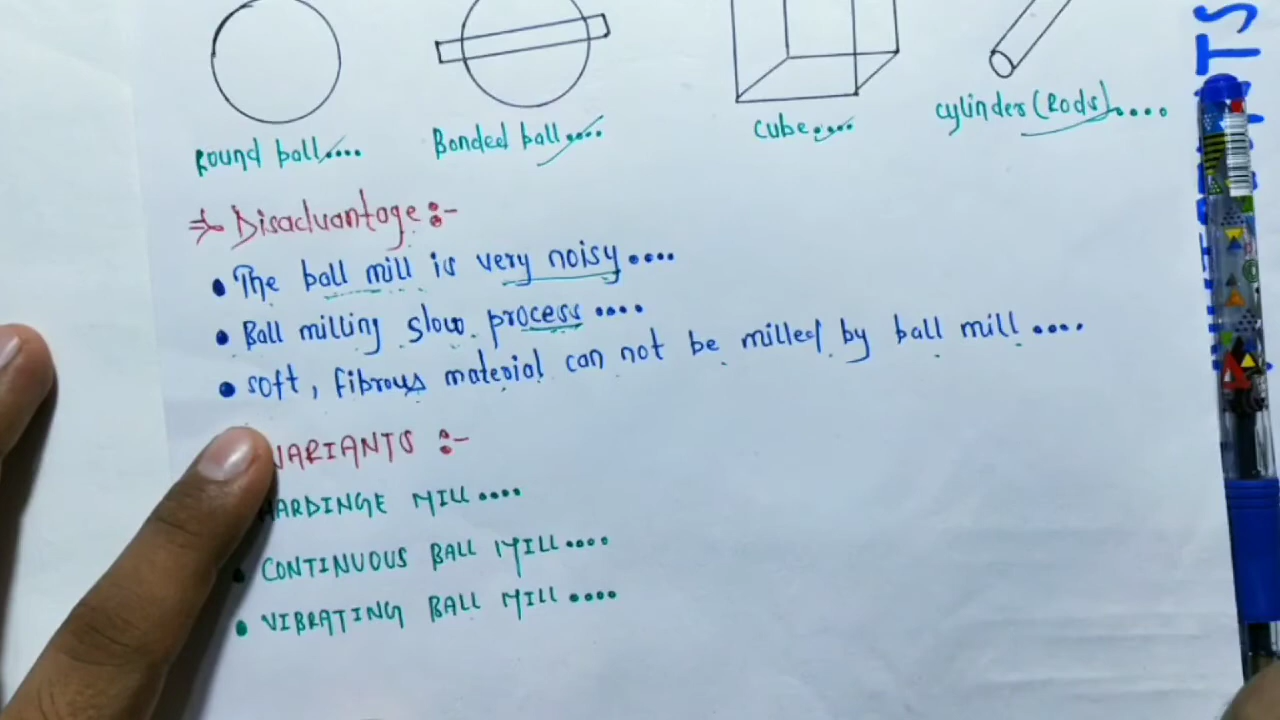 Round ball....
Bonded ball....
Cube....
cylinder (Rods)....
⇒ Disadvantage :-
• The ball mill is very noisy....
• Ball milling slow process....
• soft, fibrous material can not be milled by ball mill....
VARIANTS :-
HARDINGE MILL....
• CONTINUOUS BALL MILL....
• VIBRATING BALL MILL....